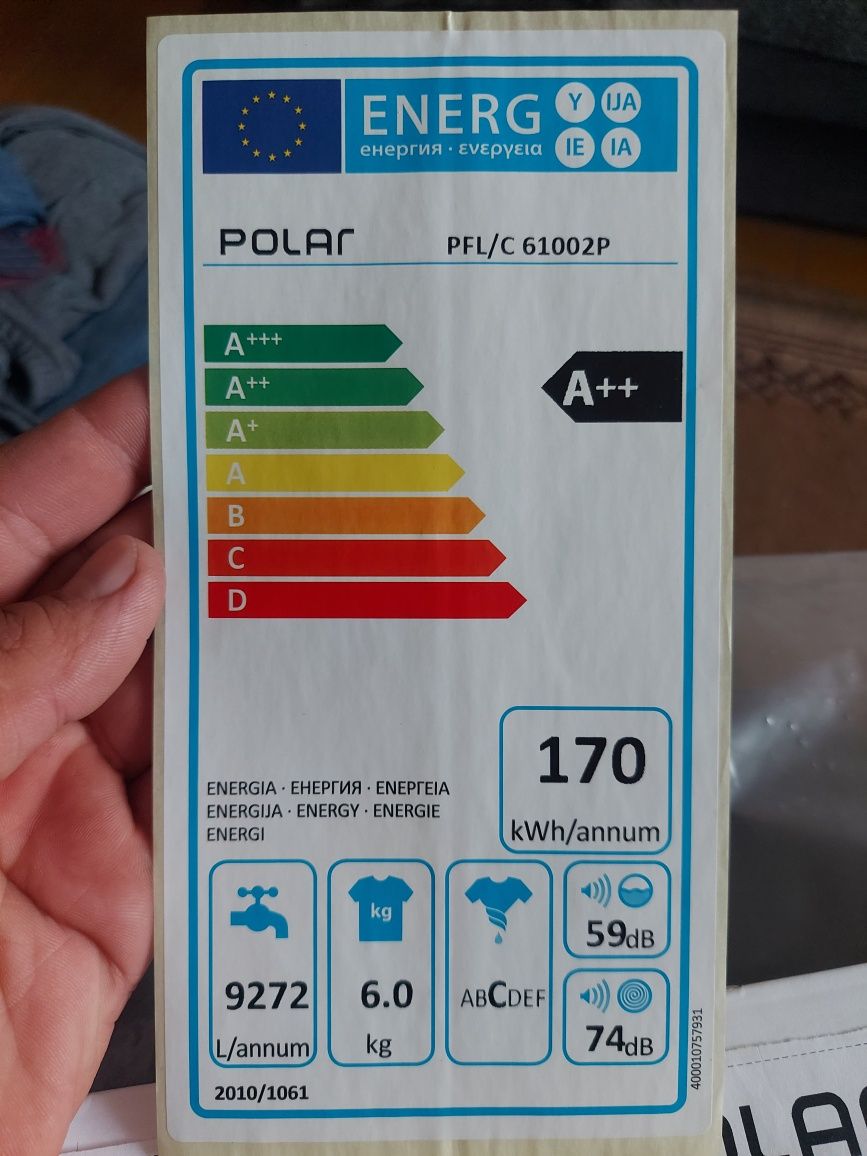 ENERG Y IJA
енергия · ενεργεια IE IA
POLAR PFL/C 61002P
A+++
A++
A++
A+
A
B
C
D
170
kWh/annum
ENERGIA · ЕНЕРГИЯ · ΕΝΕΡΓΕΙΑ
ENERGIJA · ENERGY · ENERGIE
ENERGI
9272
L/annum
kg
6.0
kg
ABCDEF
59dB
74dB
2010/1061
400010757931